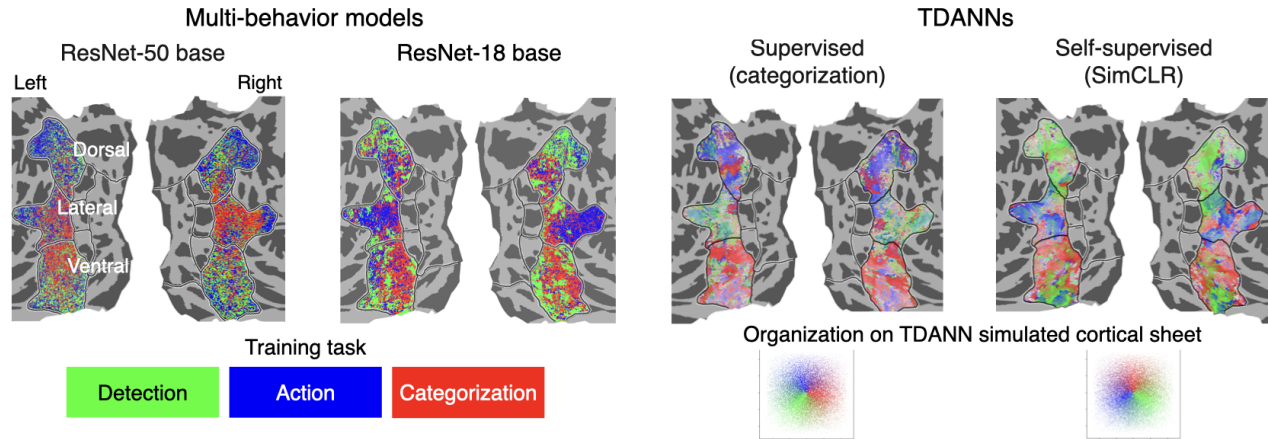 Multi-behavior models
TDANNs
ResNet-50 base
ResNet-18 base
Supervised
(categorization)
Self-supervised
(SimCLR)
Left
Right
Dorsal
Lateral
Ventral
Training task
Detection
Action
Categorization
Organization on TDANN simulated cortical sheet